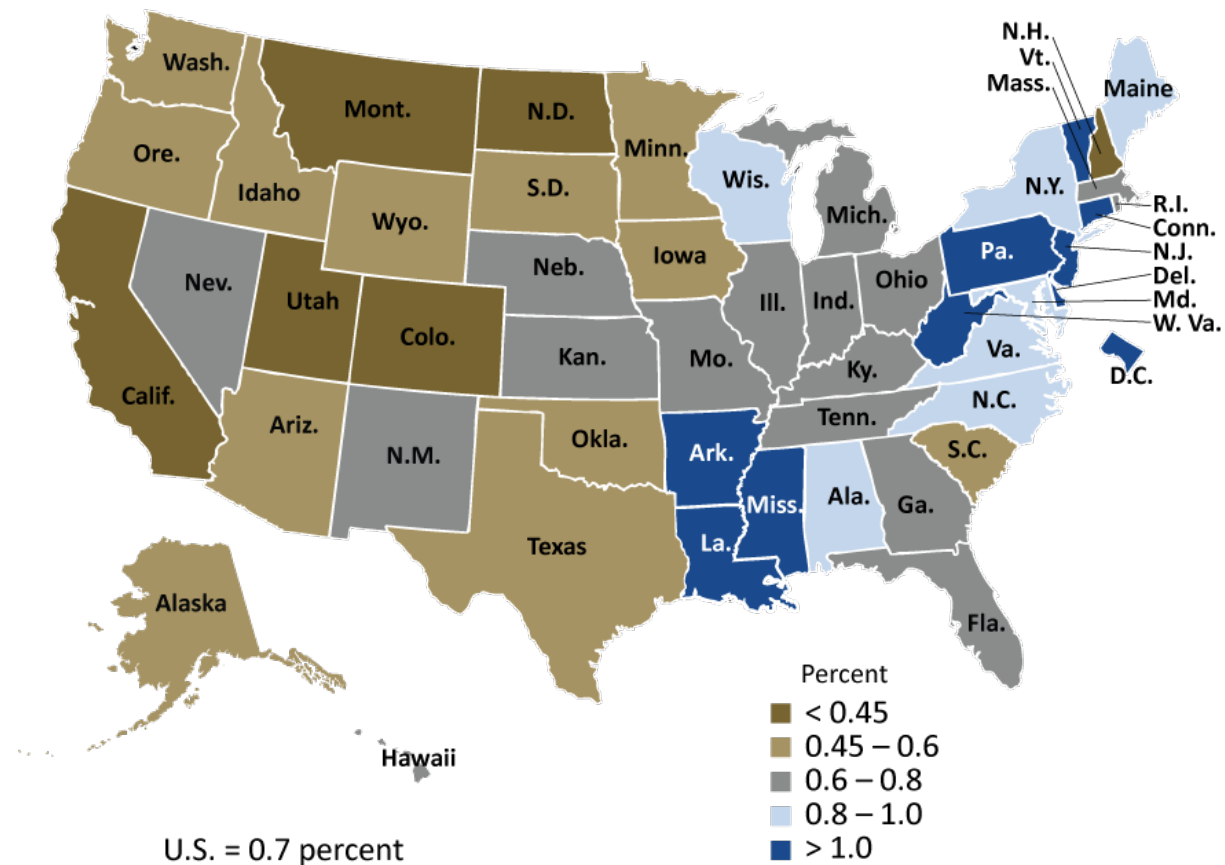 N.H.
Vt.
Mass.
Maine
Wash.
Mont.
N.D.
Minn.
Ore.
Idaho
S.D.
Wis.
N.Y.
Wyo.
Mich.
R.I.
Conn.
N.J.
Del.
Md.
W. Va.
Iowa
Pa.
Neb.
Nev.
Utah
Colo.
Ill.
Ind.
Ohio
Kan.
Mo.
Ky.
Va.
D.C.
Calif.
Ariz.
N.M.
Okla.
Ark.
Tenn.
N.C.
S.C.
Texas
La.
Miss.
Ala.
Ga.
Fla.
Alaska
Hawaii
Percent
< 0.45
0.45 – 0.6
0.6 – 0.8
0.8 – 1.0
> 1.0
U.S. = 0.7 percent